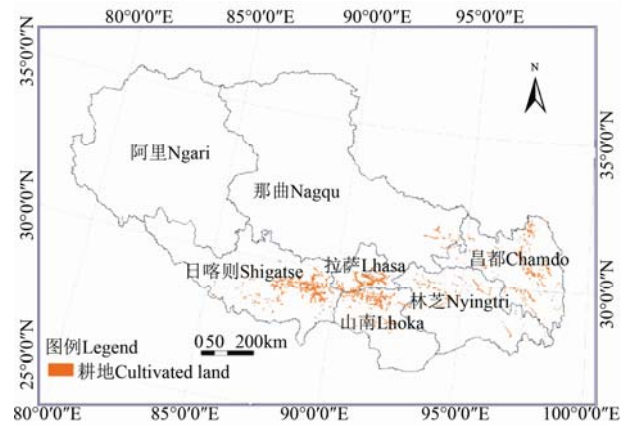 80°0′0″E 85°0′0″E 90°0′0″E 95°0′0″E
35°0′0″N
30°0′0″N
25°0′0″N
N
35°0′0″N
30°0′0″N
阿里Ngari
那曲Nagqu
昌都Chamdo
日喀则Shigatse
拉萨Lhasa
林芝Nyingtri
山南Lhoka
图例Legend
0 50 200km
耕地Cultivated land
80°0′0″E 85°0′0″E 90°0′0″E 95°0′0″E 100°0′0″E